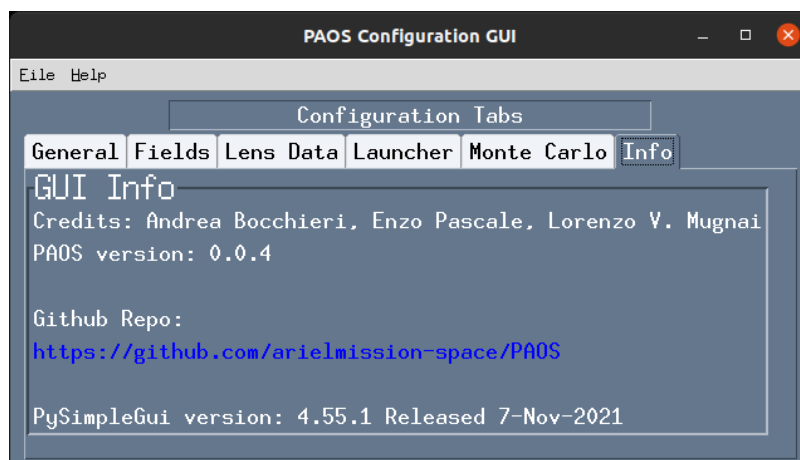 PAOS Configuration GUI
File Help
Configuration Tabs
General Fields Lens Data Launcher Monte Carlo Info
GUI Info
Credits: Andrea Bocchieri, Enzo Pascale, Lorenzo V. Mugnai
PAOS version: 0.0.4
Github Repo:
https://github.com/arielmission-space/PAOS
PySimpleGui version: 4.55.1 Released 7-Nov-2021